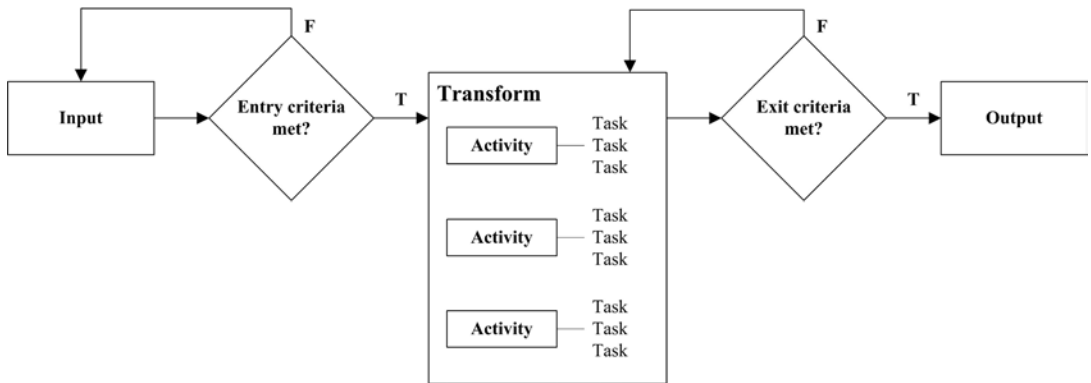 F
F
Input
Entry criteria
met?
T
Transform
Activity
Task
Task
Task
Activity
Task
Task
Task
Activity
Task
Task
Task
Exit criteria
met?
T
Output